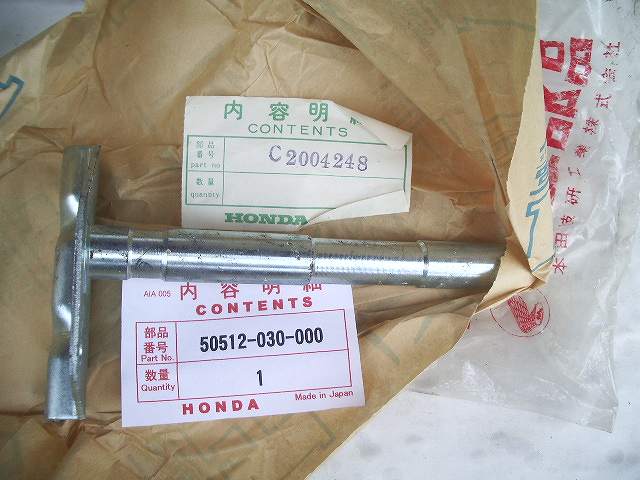 内容明細
CONTENTS
部品
番号
part no
C2004248
数量
quantity
HONDA
AIA 005
内容明細
CONTENTS
部品
番号
Part No.
50512-030-000
数量
Quantity
1
HONDA
Made in Japan
本田技研工業株式会社